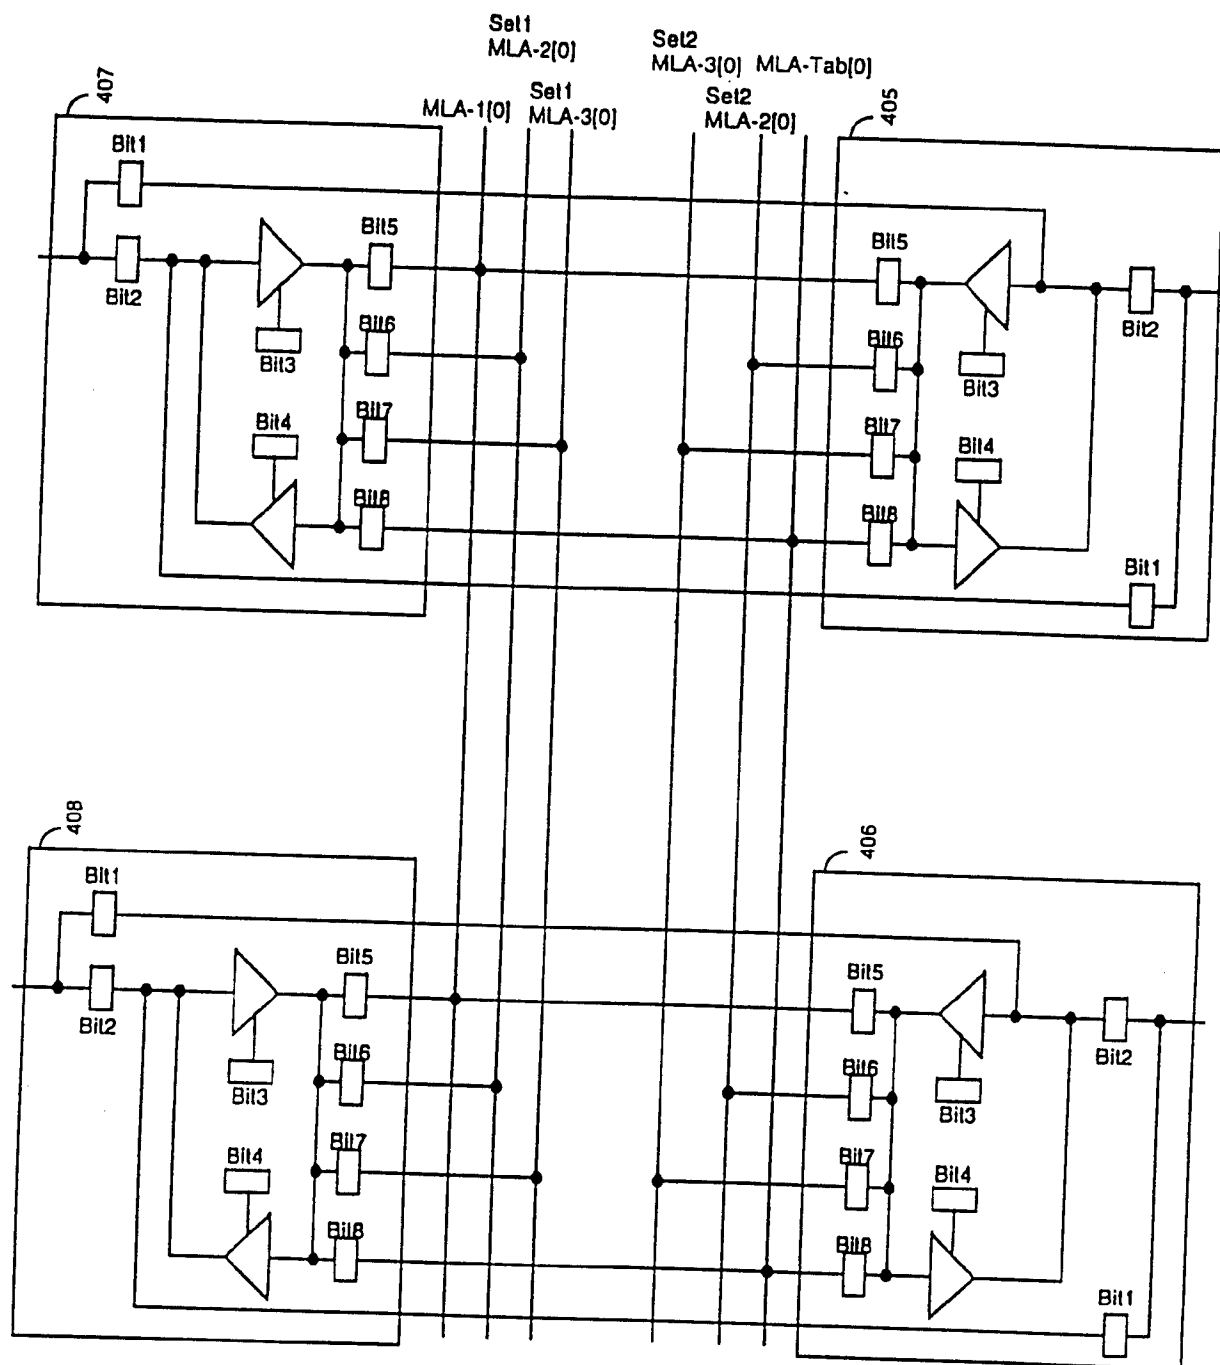 Set1
MLA-2[0]
Set2
MLA-3[0] MLA-Tab[0]
407
MLA-1[0]
Set1
MLA-3[0]
Set2
MLA-2[0]
405
Bit1
Bit5
Bit2
Bit3
Bit6
Bit4
Bit7
Bit8
Bit5
Bit2
Bit6
Bit3
Bit7
Bit4
Bit8
Bit1
408
406
Bit1
Bit5
Bit2
Bit6
Bit3
Bit7
Bit4
Bit8
Bit5
Bit2
Bit6
Bit3
Bit7
Bit4
Bit8
Bit1